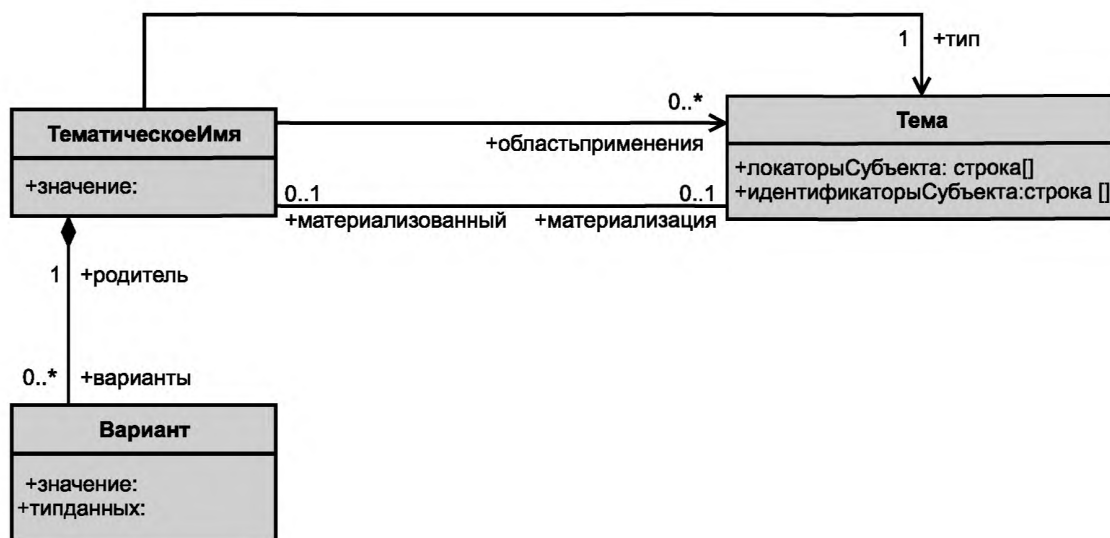 1 +тип
ТематическоеИмя
+значение:
0..*
+областьприменения
Тема
+локаторыСубъекта: строка[]
+идентификаторыСубъекта:строка []
0..1 0..1
+материализованный +материализация
1 +родитель
0..* +варианты
Вариант
+значение:
+типданных: